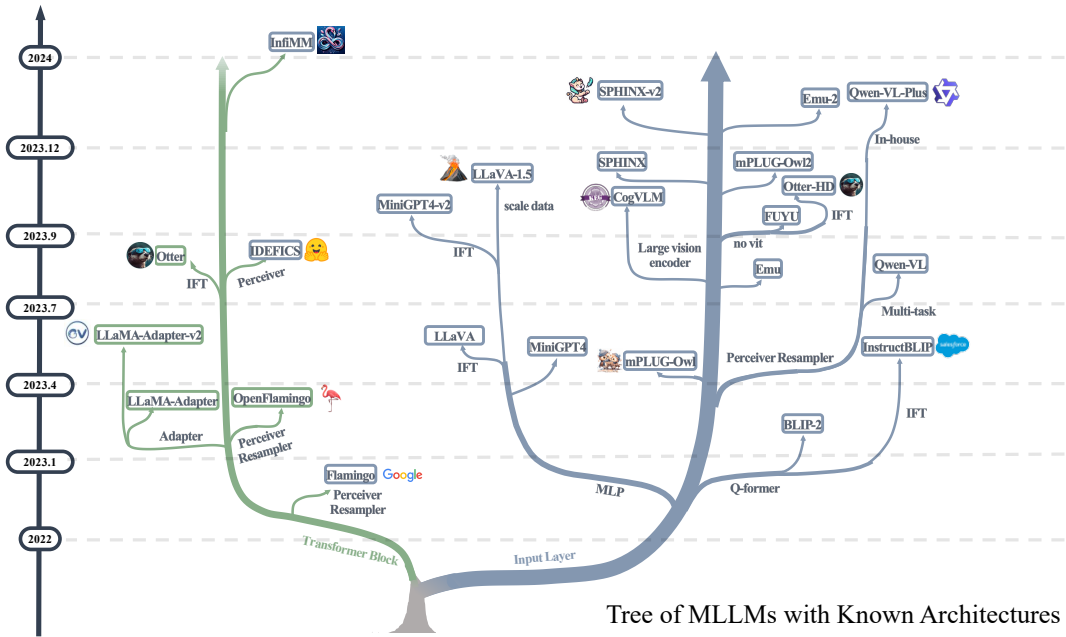 InfiMM
2024
SPHINX-v2
Emu-2
Qwen-VL-Plus
In-house
2023.12
SPHINX
mPLUG-Owl2
LLaVA-1.5
Otter-HD
CogVLM
MiniGPT4-v2
scale data
FUYU
IFT
2023.9
no vit
IFT
Large vision
encoder
Otter
IDEFICS
Perceiver
IFT
Emu
Qwen-VL
2023.7
Multi-task
LLaMA-Adapter-v2
LLaVA
MiniGPT4
InstructBLIP
salesforce
mPLUG-Owl
Perceiver Resampler
IFT
2023.4
LLaMA-Adapter
OpenFlamingo
IFT
BLIP-2
Adapter
Perceiver
Resampler
2023.1
Flamingo
Google
Perceiver
Resampler
MLP
Q-former
2022
Transformer Block
Input Layer
Tree of MLLMs with Known Architectures